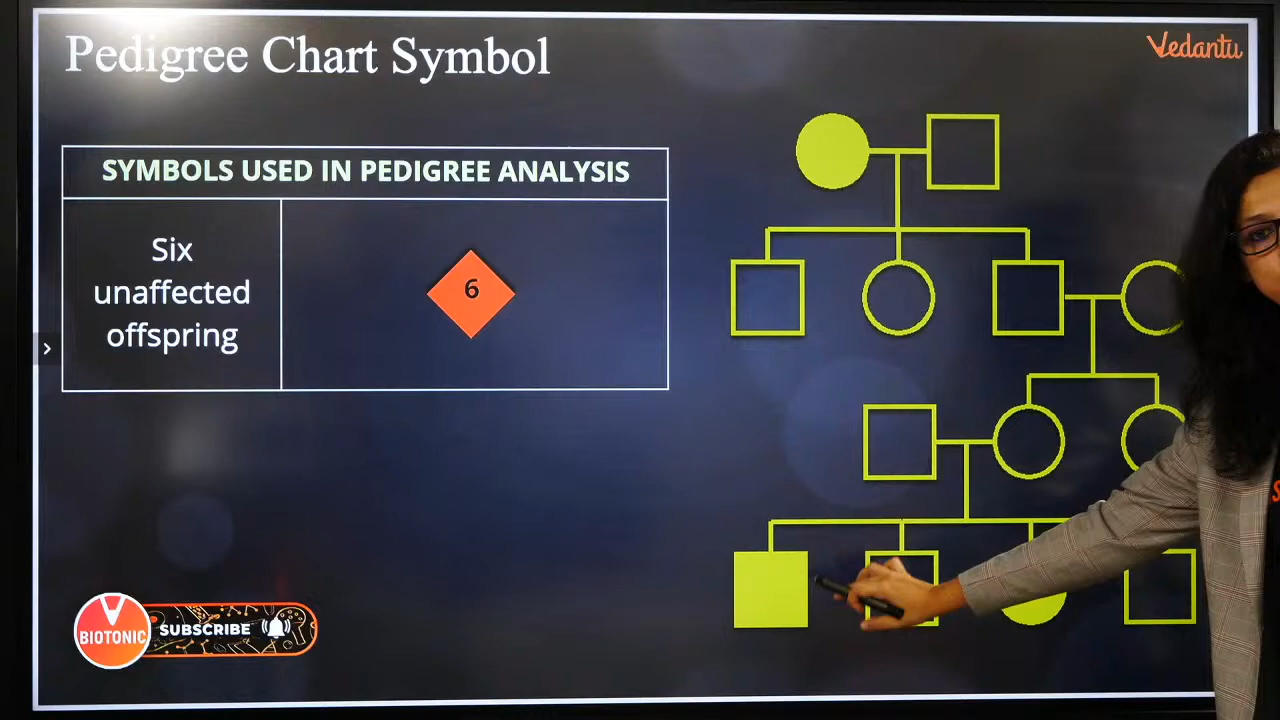 Pedigree Chart Symbol
Vedantu
SYMBOLS USED IN PEDIGREE ANALYSIS
Six
unaffected
offspring
6
V
BIOTONIC
SUBSCRIBE